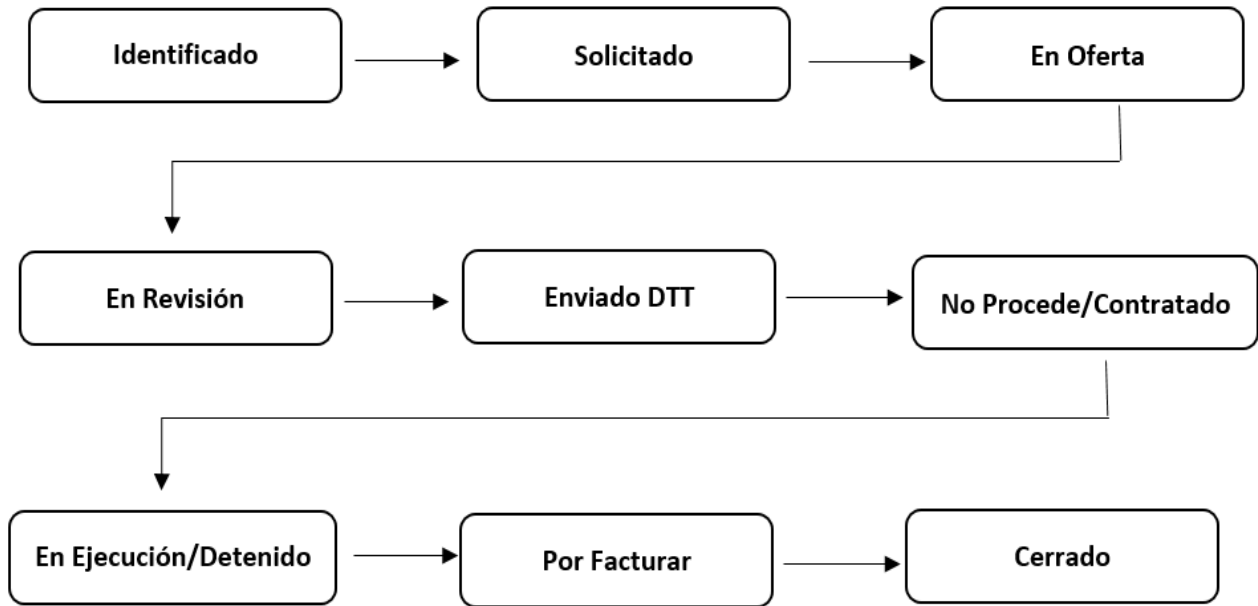 Identificado
Solicitado
En Oferta
En Revisión
Enviado DTT
No Procede/Contratado
En Ejecución/Detenido
Por Facturar
Cerrado